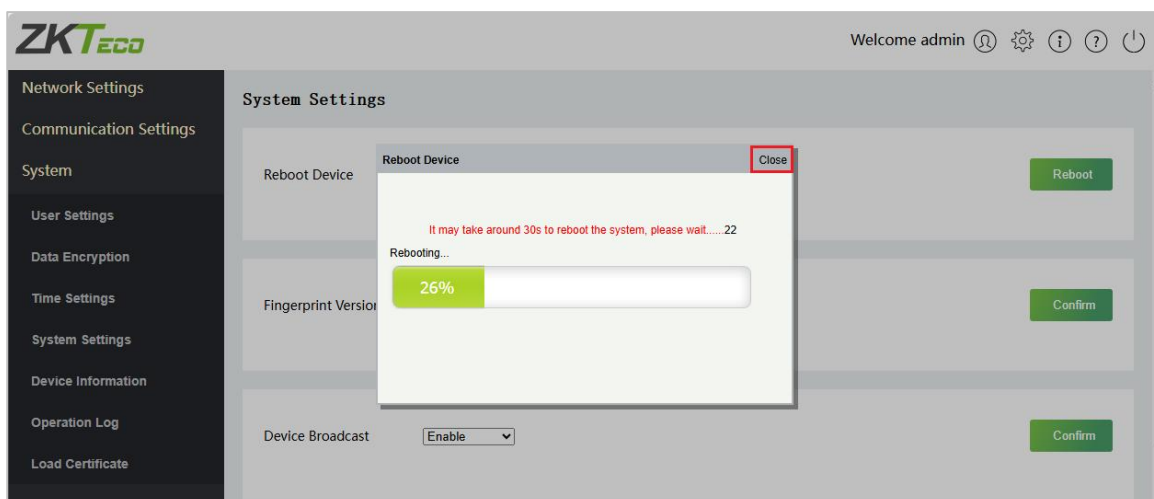 ZKTeco
Welcome admin
Network Settings
Communication Settings
System
User Settings
Data Encryption
Time Settings
System Settings
Device Information
Operation Log
Load Certificate
System Settings
Reboot Device
Reboot
Reboot Device
Close
It may take around 30s to reboot the system, please wait......22
Rebooting...
26%
Fingerprint Version
Confirm
Device Broadcast
Enable
Confirm